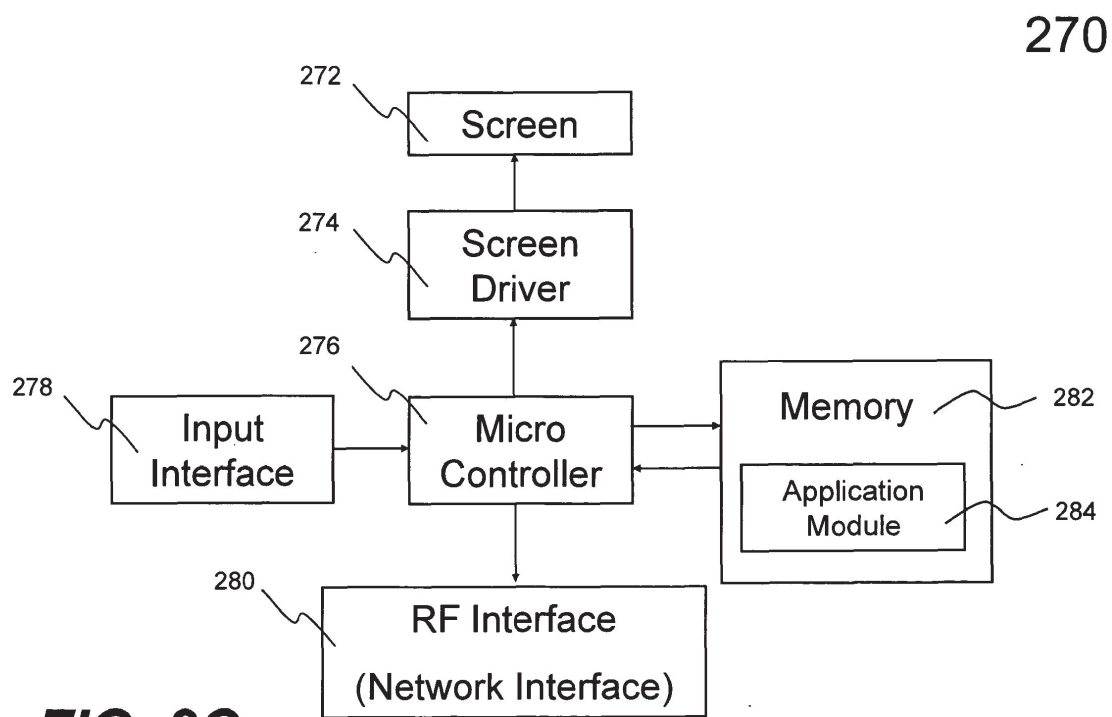 270
272
Screen
274
Screen
Driver
276
278
Input
Interface
Micro
Controller
Memory
282
Application
Module
284
280
RF Interface
(Network Interface)